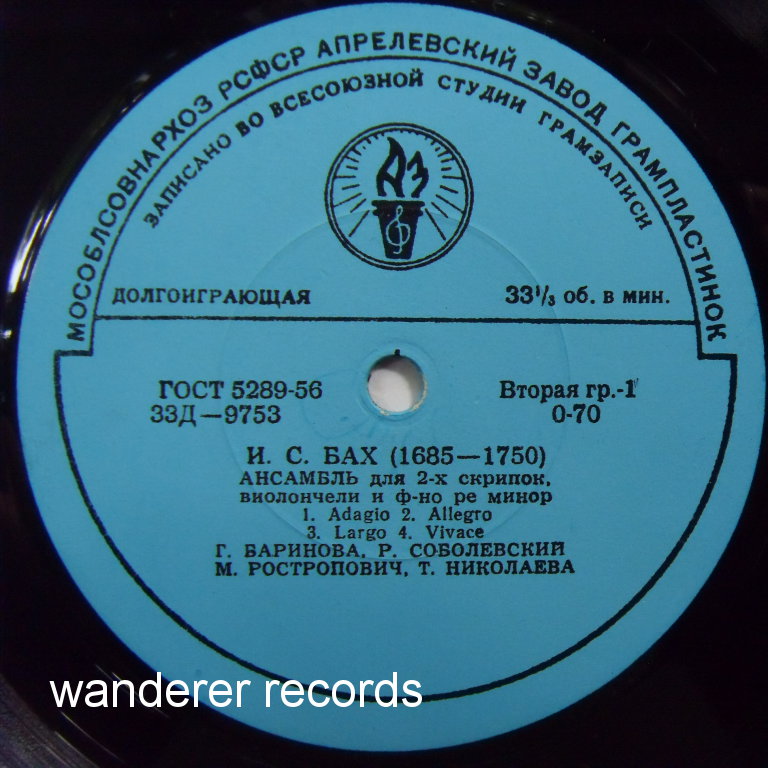 МОСОБЛСОВНАРХОЗ РСФСР АПРЕЛЕВСКИЙ ЗАВОД ГРАМПЛАСТИНОК
ЗАПИСАНО ВО ВСЕСОЮЗНОЙ СТУДИИ ГРАМЗАПИСИ
АЗ
ДОЛГОИГРАЮЩАЯ 33⅓ об. в мин.
ГОСТ 5289-56 Вторая гр.-1
33Д—9753 0-70
И. С. БАХ (1685—1750)
АНСАМБЛЬ для 2-х скрипок,
виолончели и ф-но ре минор
1. Adagio 2. Allegro
3. Largo 4. Vivace
Г. БАРИНОВА, Р. СОБОЛЕВСКИЙ
М. РОСТРОПОВИЧ, Т. НИКОЛАЕВА
wanderer records